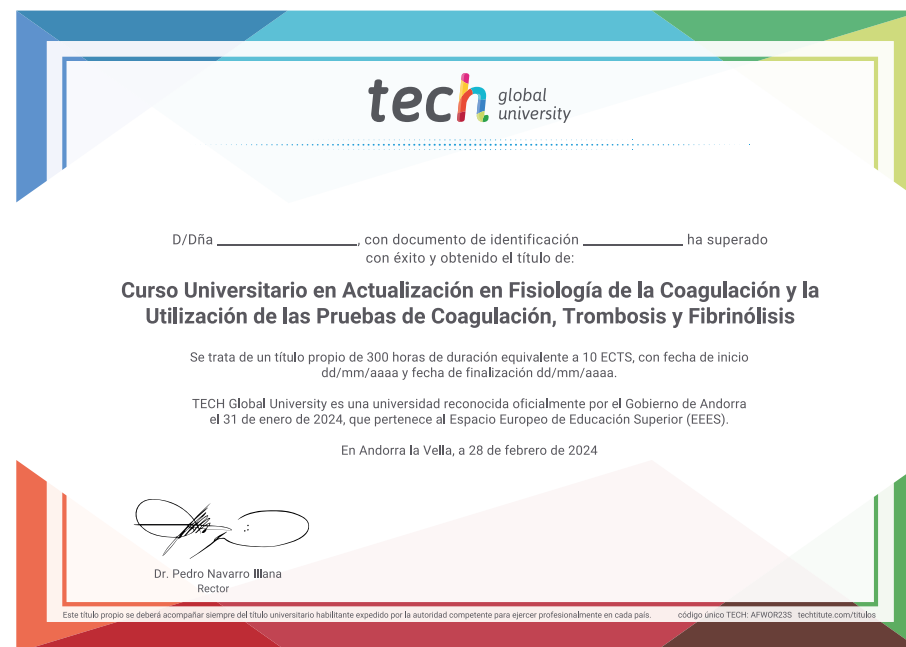 tech global university
D/Dña ____________________, con documento de identificación ______________ ha superado
con éxito y obtenido el título de:
Curso Universitario en Actualización en Fisiología de la Coagulación y la
Utilización de las Pruebas de Coagulación, Trombosis y Fibrinólisis
Se trata de un título propio de 300 horas de duración equivalente a 10 ECTS, con fecha de inicio
dd/mm/aaaa y fecha de finalización dd/mm/aaaa.
TECH Global University es una universidad reconocida oficialmente por el Gobierno de Andorra
el 31 de enero de 2024, que pertenece al Espacio Europeo de Educación Superior (EEES).
En Andorra la Vella, a 28 de febrero de 2024
Dr. Pedro Navarro Illana
Rector
Este título propio se deberá acompañar siempre del título universitario habilitante expedido por la autoridad competente para ejercer profesionalmente en cada país. código único TECH: AFWOR23S techtitute.com/titulos